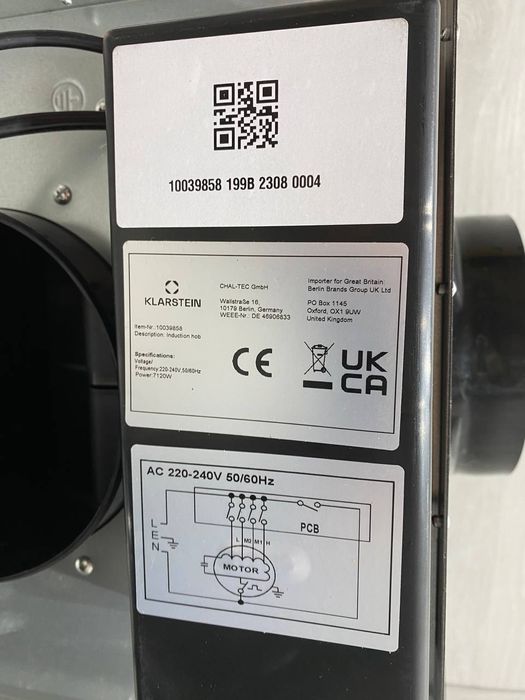 10039858 199B 2308 0004
KLARSTEIN
CHAL-TEC GmbH
Wallstraße 16,
10179 Berlin, Germany
WEEE-Nr.: DE 46906833
Importer for Great Britain:
Berlin Brands Group UK Ltd
PO Box 1145
Oxford, OX1 9UW
United Kingdom
Item-Nr.:10039858
Description: Induction hob
Specifications:
Voltage/
Frequency:220-240V,50/60Hz
Power:7120W
CE
UK
CA
AC 220-240V 50/60Hz
PCB
L
E
N
L M2 M1 H
MOTOR